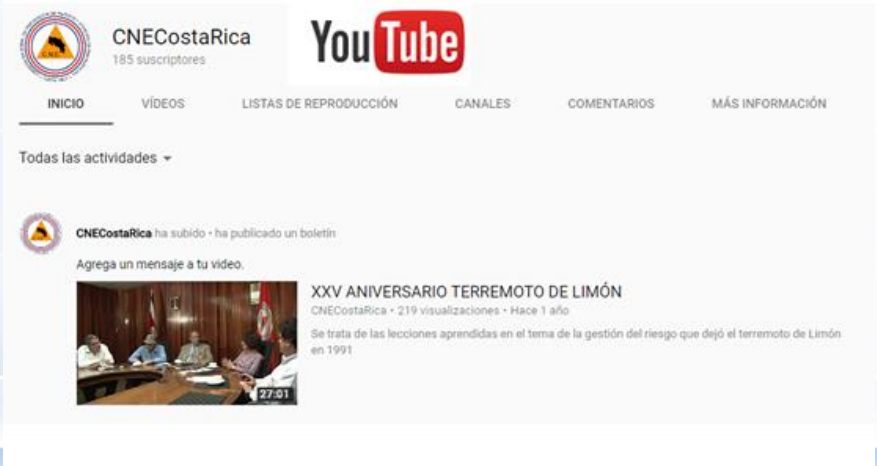 CNECostaRica
185 suscriptores
YouTube
INICIO VÍDEOS LISTAS DE REPRODUCCIÓN CANALES COMENTARIOS MÁS INFORMACIÓN
Todas las actividades
CNECostaRica ha subido • ha publicado un boletín
Agrega un mensaje a tu video.
XXV ANIVERSARIO TERREMOTO DE LIMÓN
CNECostaRica • 219 visualizaciones • Hace 1 año
Se trata de las lecciones aprendidas en el tema de la gestión del riesgo que dejó el terremoto de Limón
en 1991
27:01